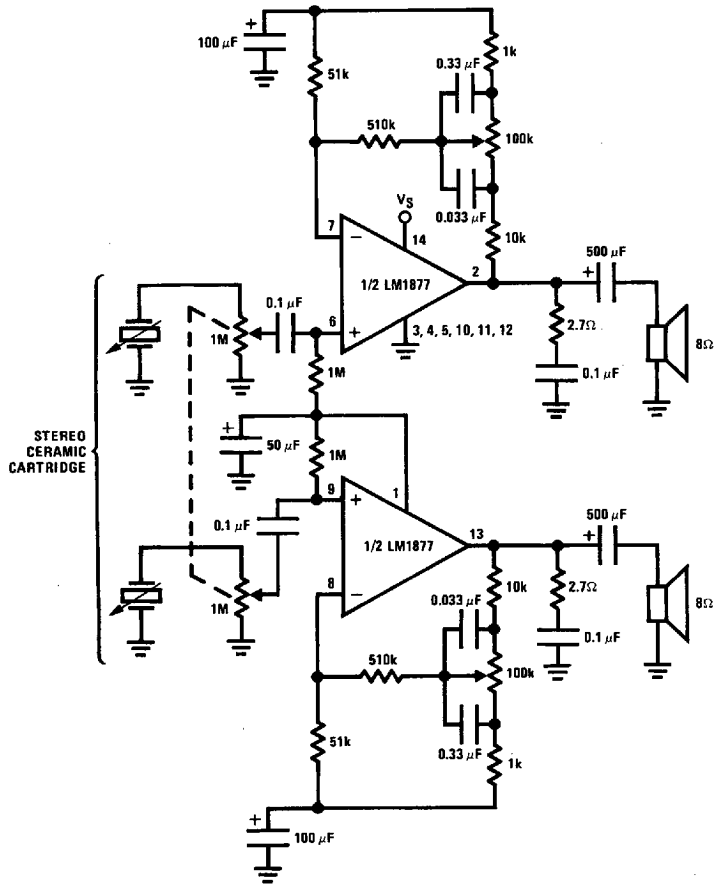 +
100 µF
51k
0.33 µF
1k
510k
100k
0.033 µF
10k
VS
7
−
14
1/2 LM1877
2
+
500 µF
6
+
3, 4, 5, 10, 11, 12
2.7Ω
0.1 µF
8Ω
0.1 µF
1M
1M
STEREO
CERAMIC
CARTRIDGE
+
50 µF
1M
9
+
1
0.1 µF
1/2 LM1877
13
+
500 µF
8
−
1M
10k
2.7Ω
0.033 µF
0.1 µF
8Ω
510k
100k
0.33 µF
51k
1k
+
100 µF